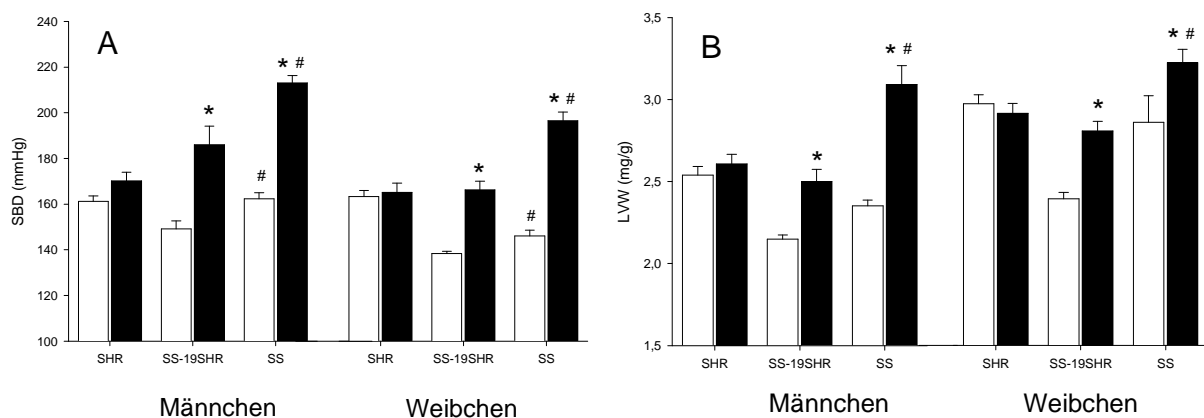 A
SBD (mmHg)
240
220
200
180
160
140
120
100
* #
*
#
*
* #
#
SHR SS-19SHR SS SHR SS-19SHR SS
Männchen Weibchen
B
LVW (mg/g)
3,5
3,0
2,5
2,0
1,5
* #
*
* #
*
SHR SS-19SHR SS SHR SS-19SHR SS
Männchen Weibchen